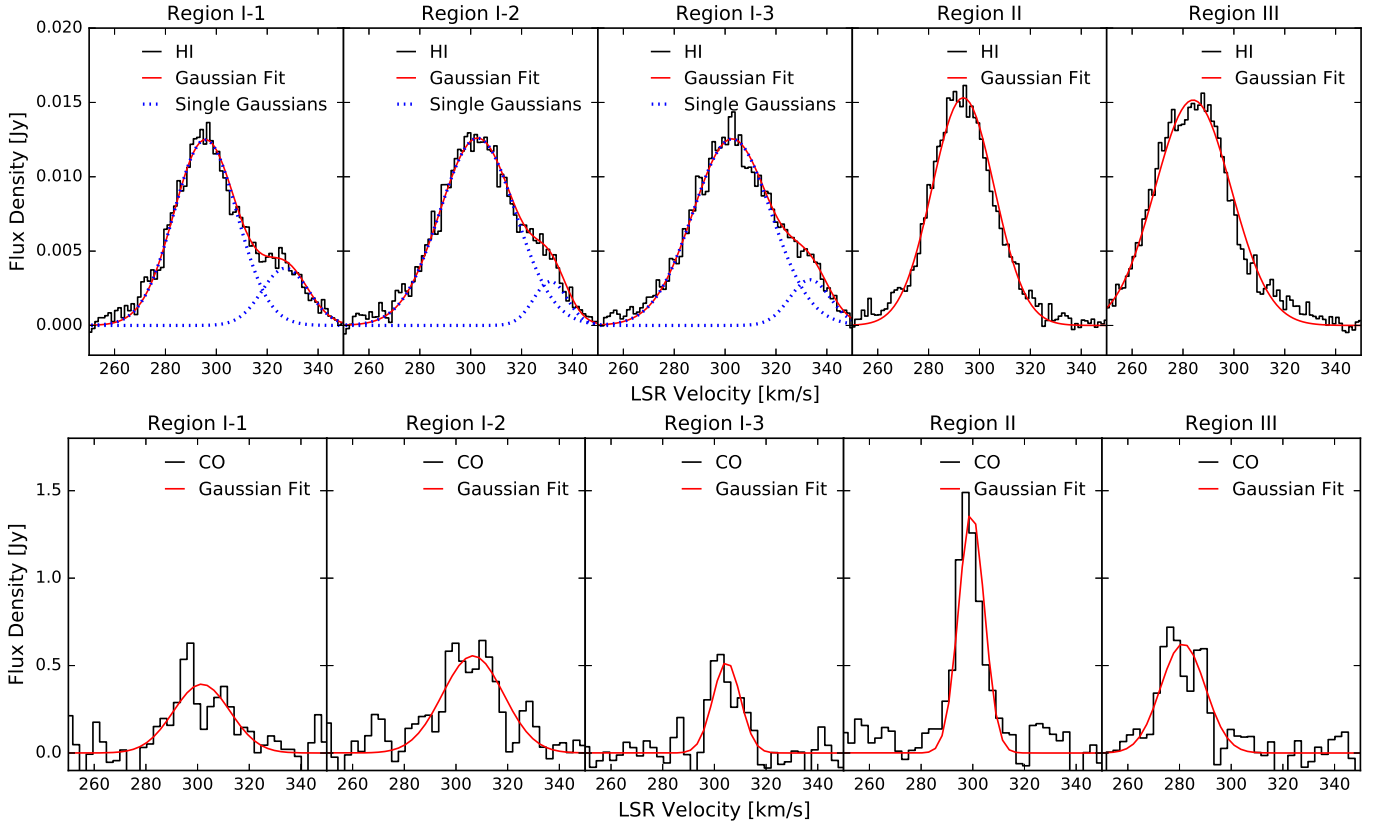 Region I-1 Region I-2 Region I-3 Region II Region III
0.020
HI HI HI HI HI
Gaussian Fit Gaussian Fit Gaussian Fit Gaussian Fit Gaussian Fit
Single Gaussians Single Gaussians Single Gaussians
0.015
0.010
0.005
0.000
Flux Density [Jy]
260 280 300 320 340 260 280 300 320 340 260 280 300 320 340 260 280 300 320 340 260 280 300 320 340
LSR Velocity [km/s]
Region I-1 Region I-2 Region I-3 Region II Region III
CO CO CO CO CO
Gaussian Fit Gaussian Fit Gaussian Fit Gaussian Fit Gaussian Fit
1.5
1.0
0.5
0.0
Flux Density [Jy]
260 280 300 320 340 260 280 300 320 340 260 280 300 320 340 260 280 300 320 340 260 280 300 320 340
LSR Velocity [km/s]